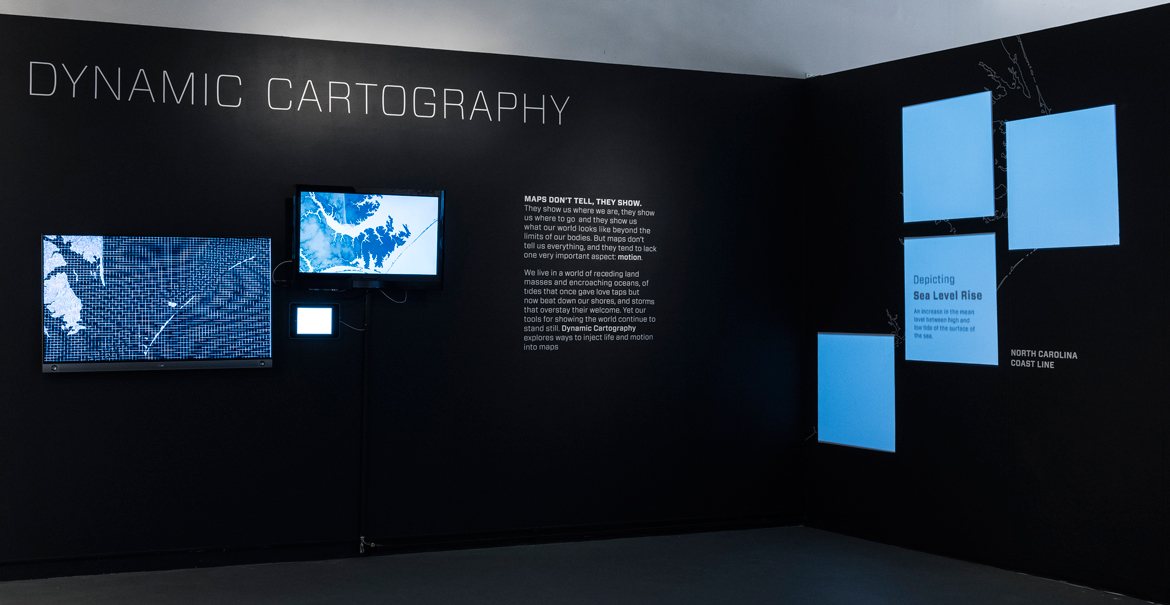 DYNAMIC CARTOGRAPHY
MAPS DON'T TELL, THEY SHOW.
They show us where we are, they show
us where to go and they show us
what our world looks like beyond the
limits of our bodies. But maps don't
tell us everything, and they tend to lack
one very important aspect: motion.
We live in a world of receding land
masses and encroaching oceans, of
tides that once gave love taps but
now beat down our shores, and storms
that overstay their welcome. Yet our
tools for showing the world continue to
stand still. Dynamic Cartography
explores ways to inject life and motion
into maps
Depicting
Sea Level Rise
An increase in the mean
level between high and
low tide of the surface of
the sea.
NORTH CAROLINA
COAST LINE